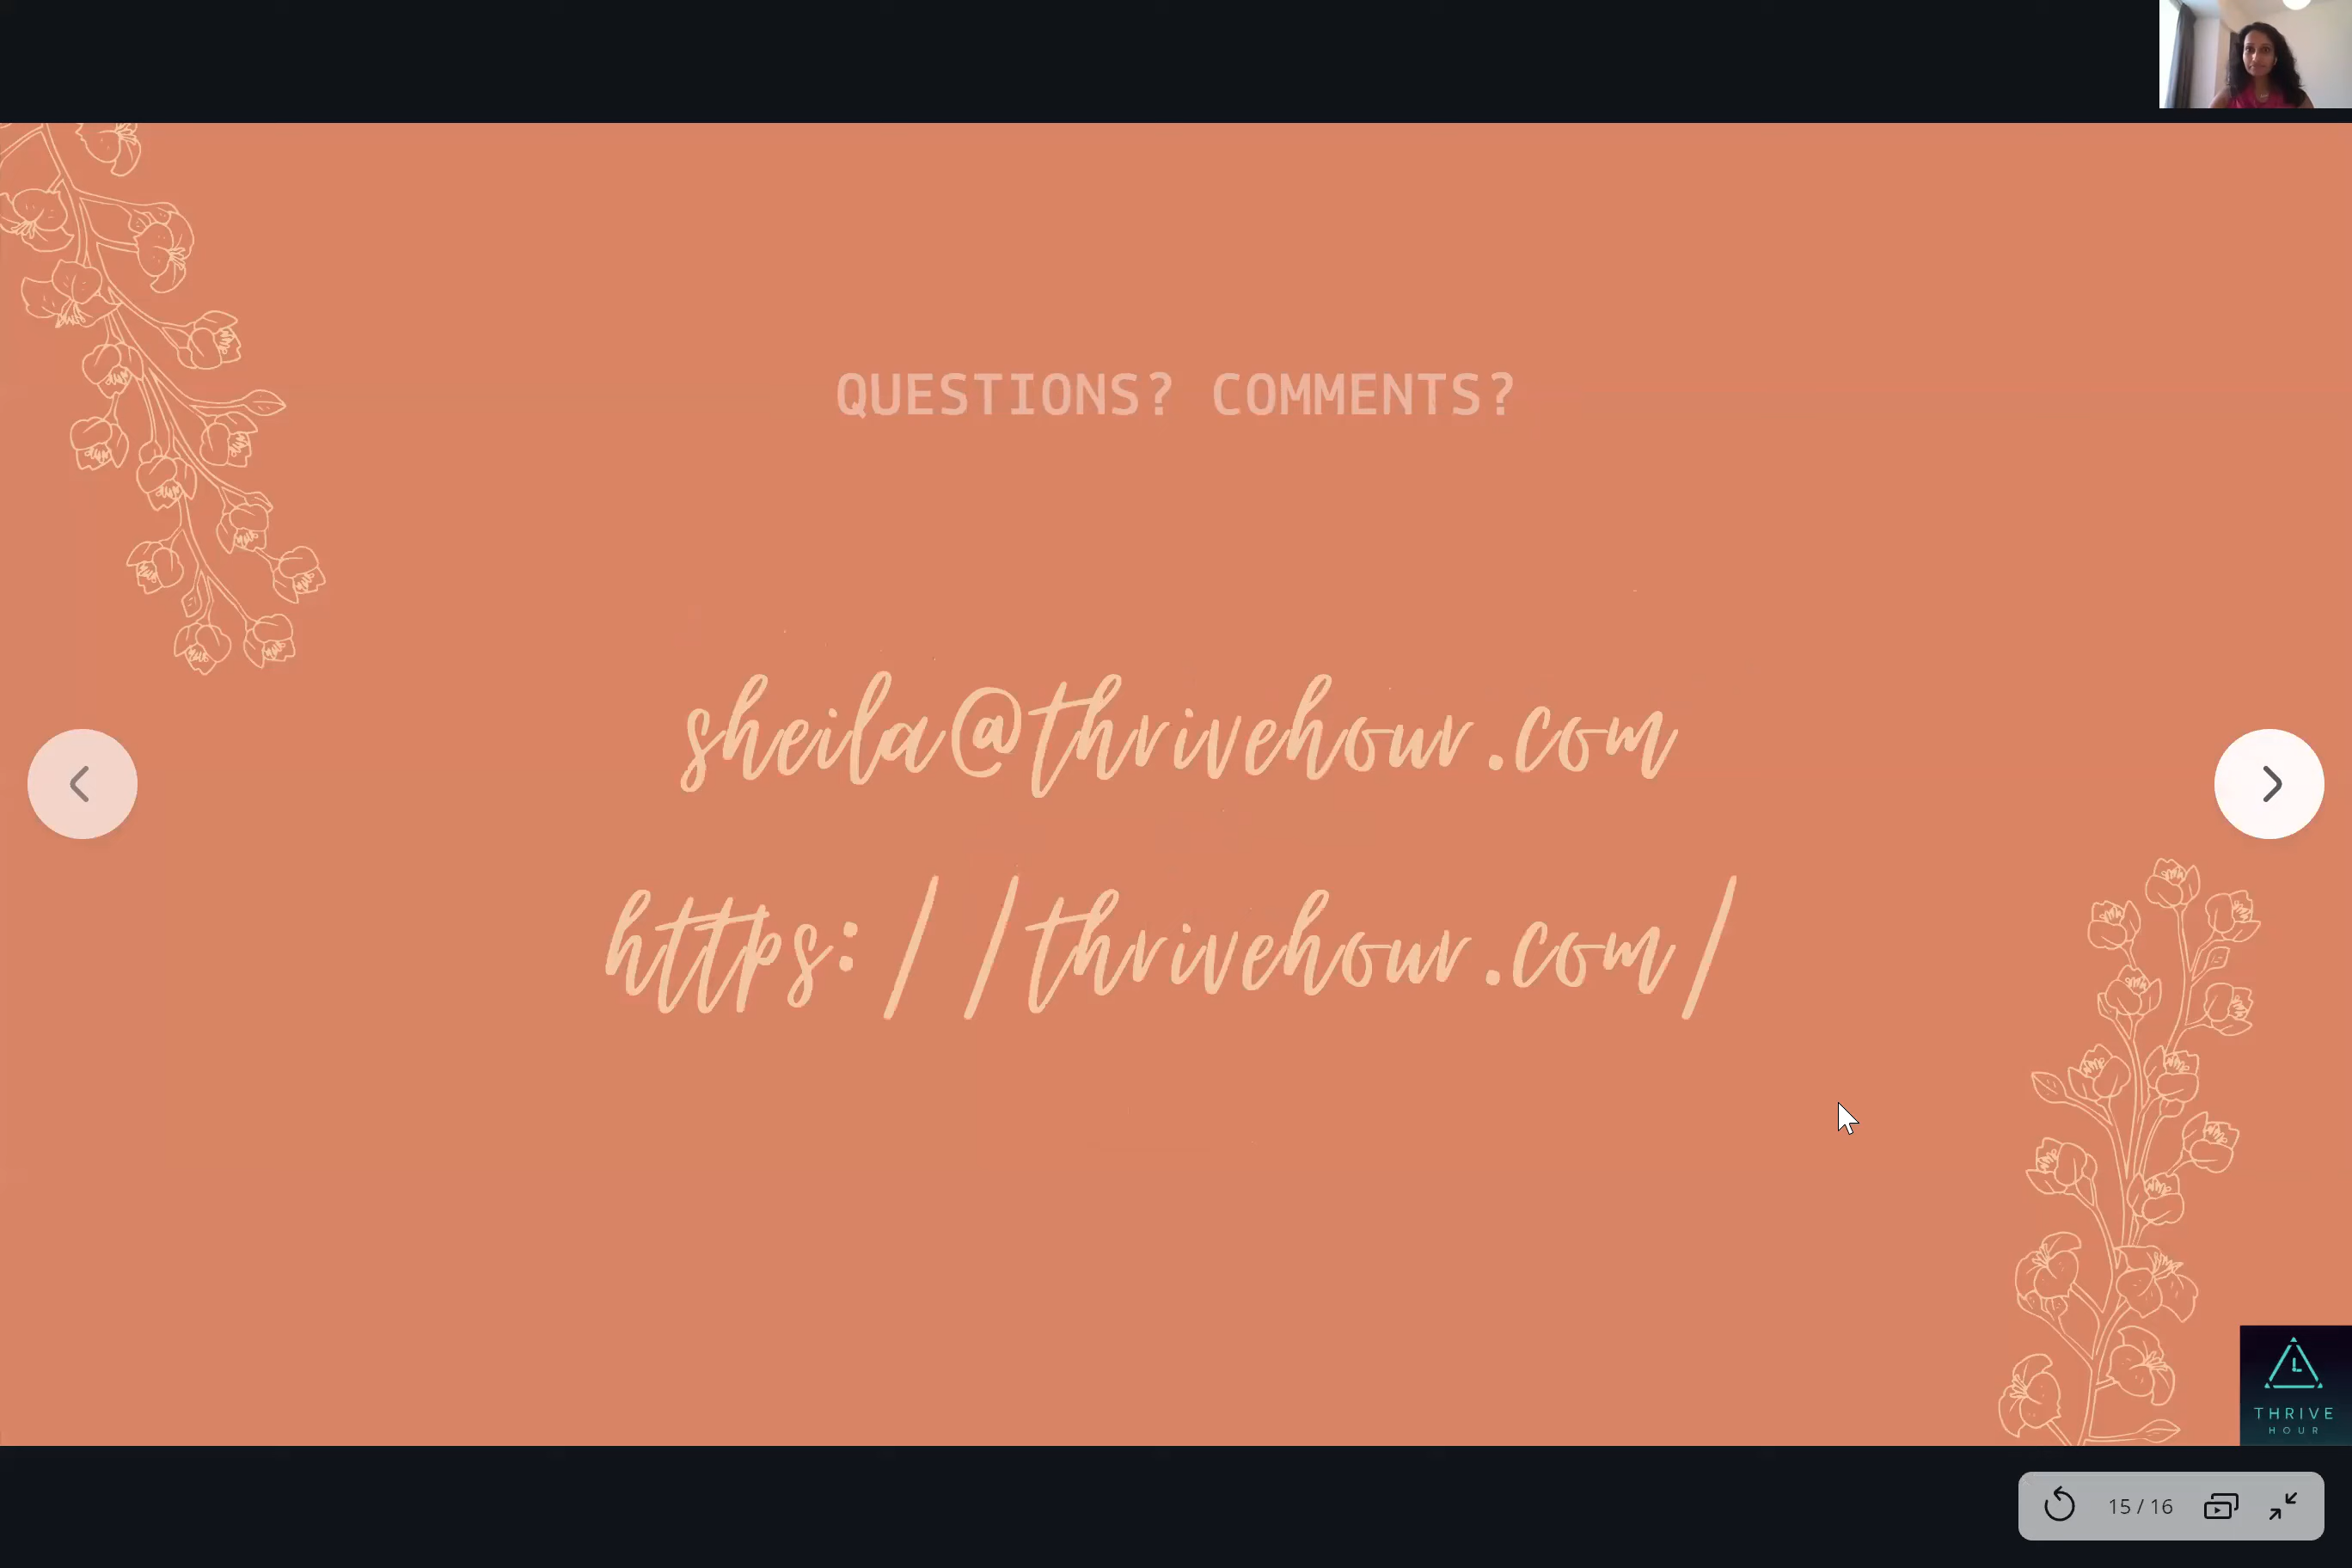 QUESTIONS? COMMENTS?
sheila@thrivehour.com
https://thrivehour.com/
THRIVE
HOUR
15 / 16